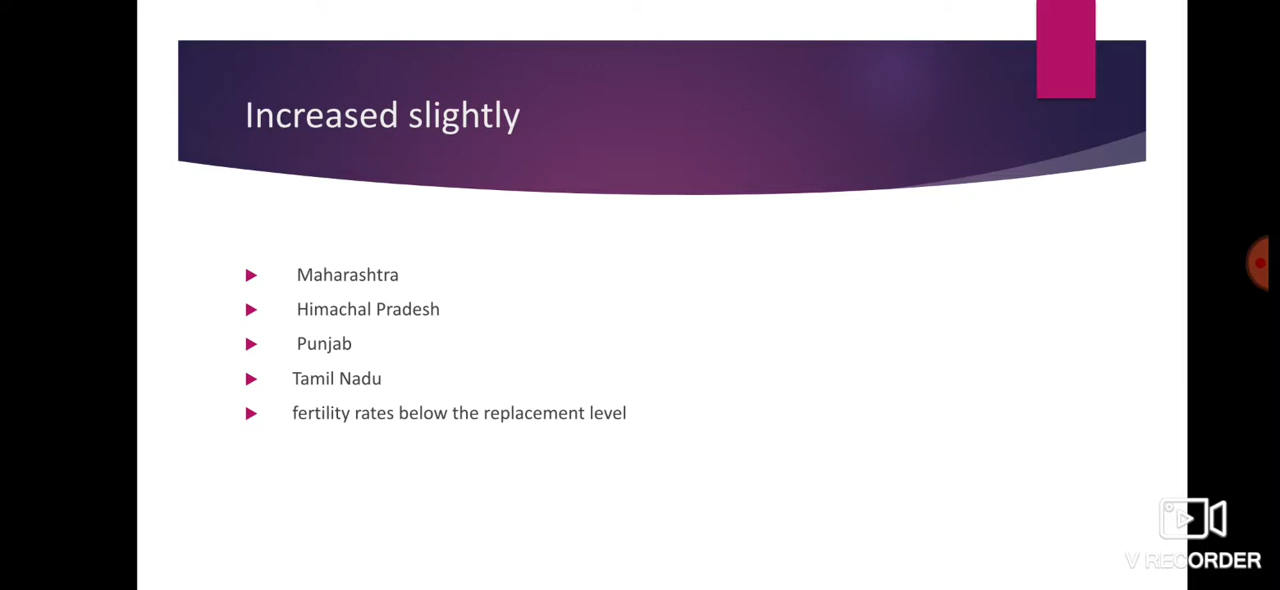 Increased slightly
Maharashtra
Himachal Pradesh
Punjab
Tamil Nadu
fertility rates below the replacement level
V RECORDER